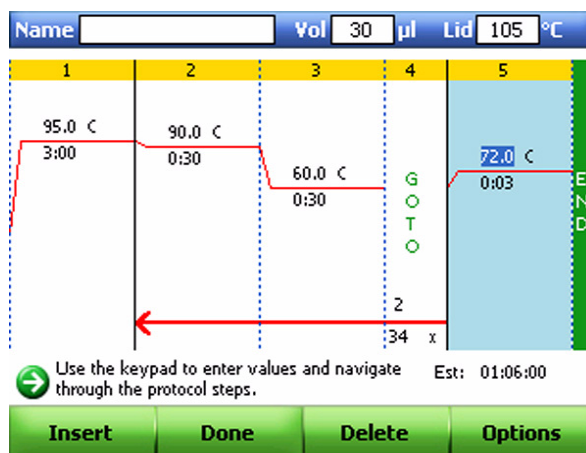 Name Vol 30 µl Lid 105 °C
1 2 3 4 5
95.0 C 90.0 C 60.0 C 72.0 C
3:00 0:30 0:30 0:03
GOTO
END
2
34 x
Use the keypad to enter values and navigate
through the protocol steps.
Est: 01:06:00
Insert Done Delete Options